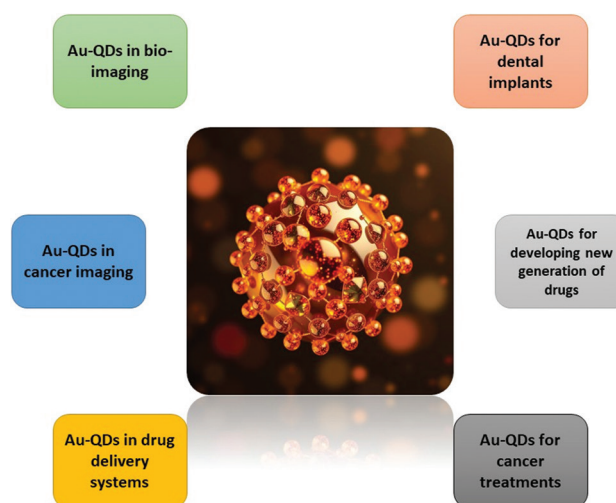 Au-QDs in bio-
imaging
Au-QDs for
dental
implants
Au-QDs in
cancer imaging
Au-QDs for
developing new
generation of
drugs
Au-QDs in drug
delivery
systems
Au-QDs for
cancer
treatments